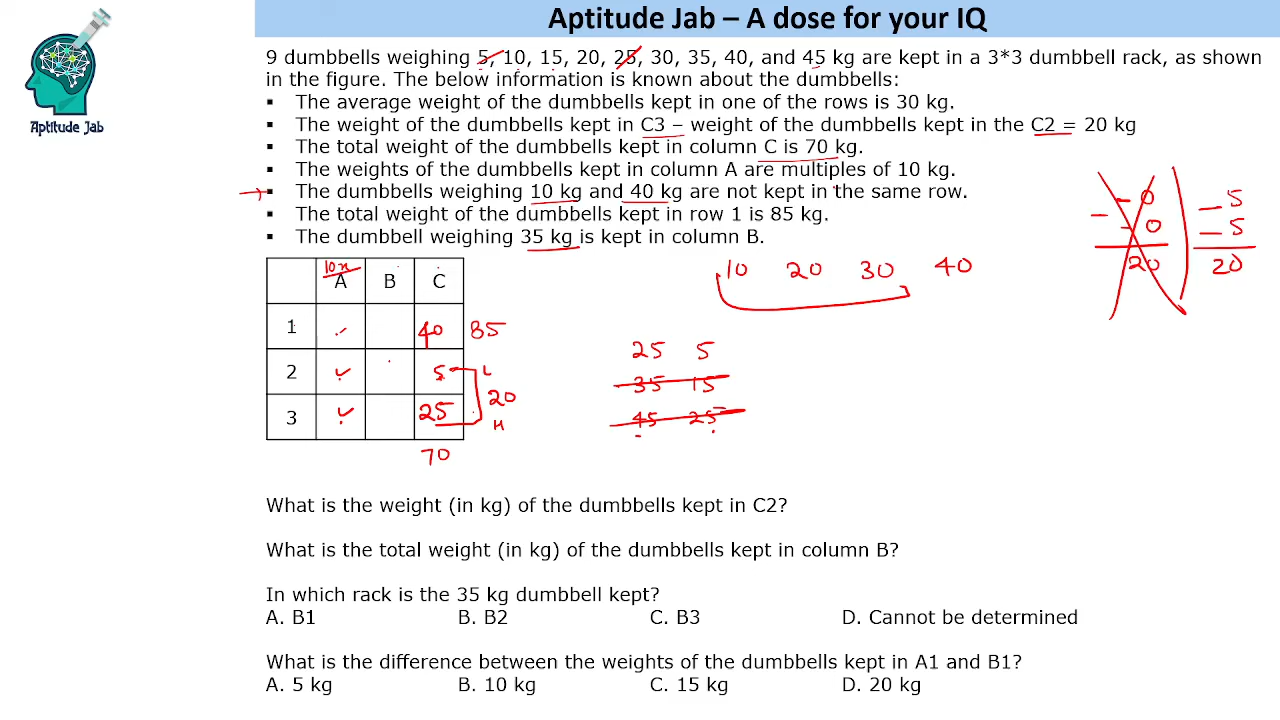 Aptitude Jab – A dose for your IQ
Aptitude Jab
9 dumbbells weighing 5, 10, 15, 20, 25, 30, 35, 40, and 45 kg are kept in a 3*3 dumbbell rack, as shown
in the figure. The below information is known about the dumbbells:
▪ The average weight of the dumbbells kept in one of the rows is 30 kg.
▪ The weight of the dumbbells kept in C3 – weight of the dumbbells kept in the C2 = 20 kg
▪ The total weight of the dumbbells kept in column C is 70 kg.
▪ The weights of the dumbbells kept in column A are multiples of 10 kg.
▪ The dumbbells weighing 10 kg and 40 kg are not kept in the same row.
▪ The total weight of the dumbbells kept in row 1 is 85 kg.
▪ The dumbbell weighing 35 kg is kept in column B.
_ 0
– _ 0
20
_ 5
_ 5
20
10 20 30 40
10x
A B C
1 40 85
2 5 L
20
3 25 H
70
25 5
35 15
45 25
What is the weight (in kg) of the dumbbells kept in C2?
What is the total weight (in kg) of the dumbbells kept in column B?
In which rack is the 35 kg dumbbell kept?
A. B1 B. B2 C. B3 D. Cannot be determined
What is the difference between the weights of the dumbbells kept in A1 and B1?
A. 5 kg B. 10 kg C. 15 kg D. 20 kg